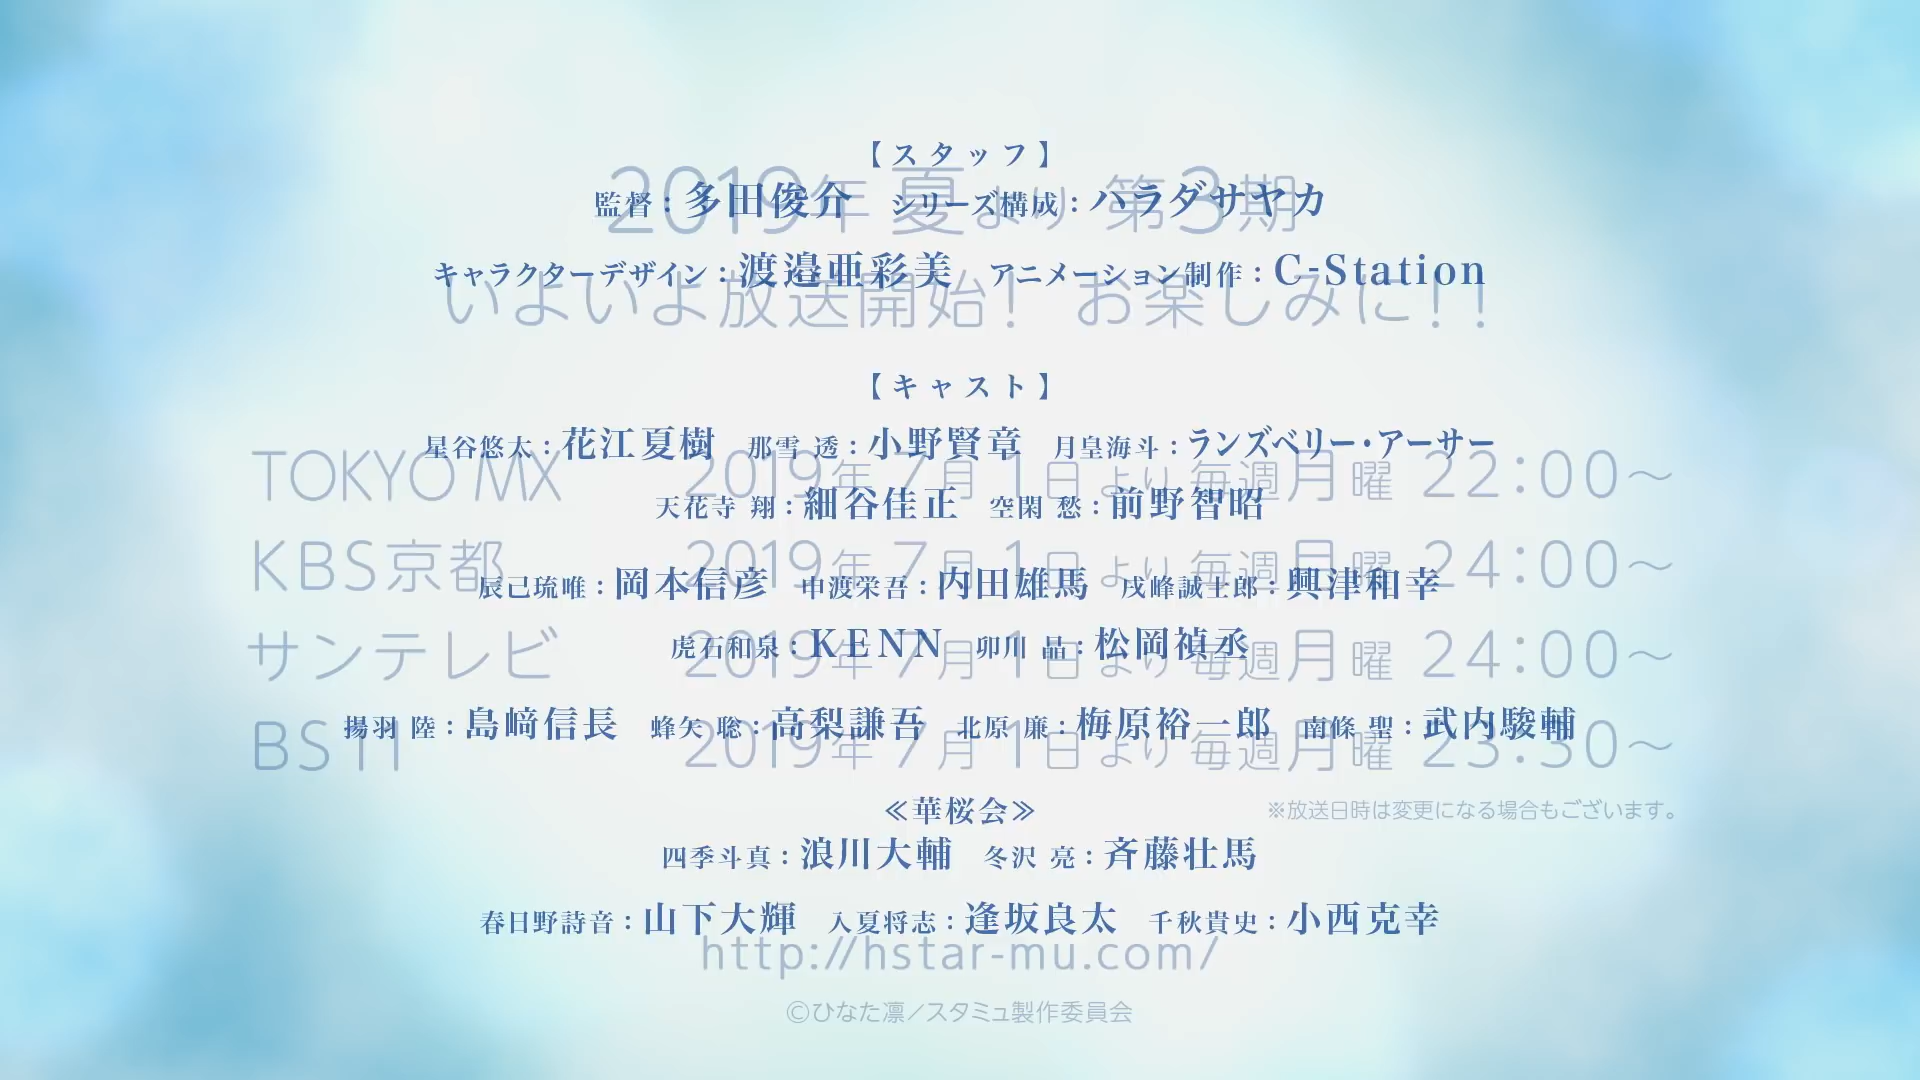 【スタッフ】
監督：多田俊介　シリーズ構成：ハラダサヤカ
2019年 夏より 第3期
キャラクターデザイン：渡邉亜彩美　アニメーション制作：C-Station
いよいよ放送開始！ お楽しみに！！
【キャスト】
星谷悠太：花江夏樹　那雪 透：小野賢章　月皇海斗：ランズベリー・アーサー
TOKYO MX 2019年 7月 1日より 毎週月曜 22:00～
天花寺 翔：細谷佳正　空閑 愁：前野智昭
KBS京都 2019年 7月 1日より 毎週月曜 24:00～
辰己琉唯：岡本信彦　申渡栄吾：内田雄馬　戌峰誠士郎：興津和幸
虎石和泉：KENN　卯川 晶：松岡禎丞
サンテレビ 2019年 7月 1日より 毎週月曜 24:00～
揚羽 陸：島﨑信長　蜂矢 聡：高梨謙吾　北原 廉：梅原裕一郎　南條 聖：武内駿輔
BS11 2019年 7月 1日より 毎週月曜 23:30～
≪華桜会≫
※放送日時は変更になる場合もございます。
四季斗真：浪川大輔　冬沢 亮：斉藤壮馬
春日野詩音：山下大輝　入夏将志：逢坂良太　千秋貴史：小西克幸
http://hstar-mu.com/
©ひなた凛／スタミュ製作委員会